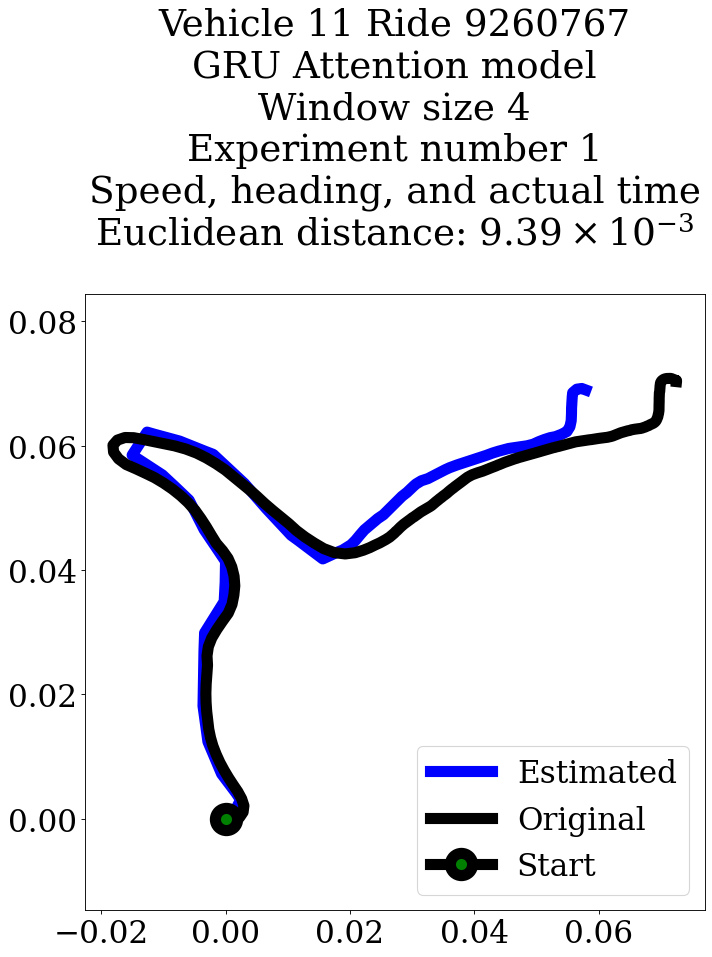 Vehicle 11 Ride 9260767
GRU Attention model
Window size 4
Experiment number 1
Speed, heading, and actual time
Euclidean distance: 9.39 × 10⁻³
0.08
0.06
0.04
0.02
0.00
Estimated
Original
Start
−0.02 0.00 0.02 0.04 0.06